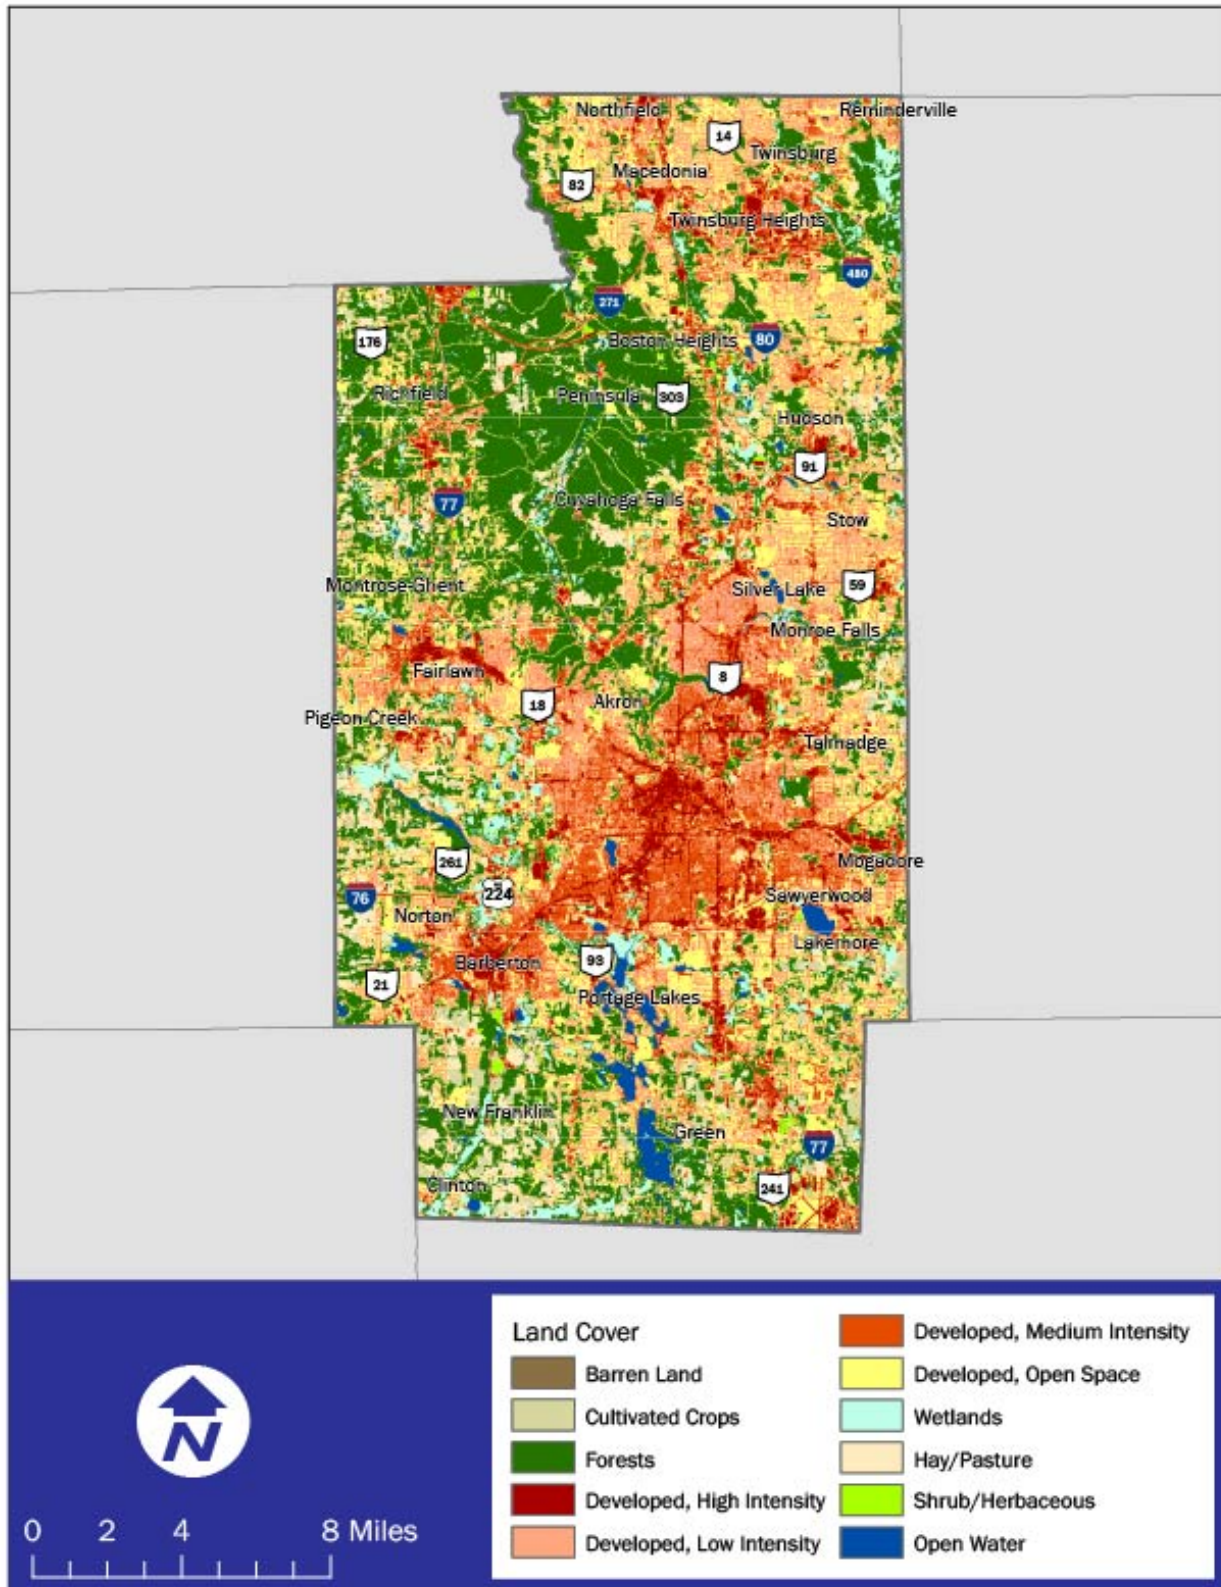 Northfield
Reminderville
14
Twinsburg
Macedonia
82
Twinsburg Heights
480
271
176
Boston Heights
80
Richfield
Peninsula
303
Hudson
91
77
Cuyahoga Falls
Stow
Montrose-Ghent
Silver Lake
59
Monroe Falls
Fairlawn
8
18
Akron
Pigeon Creek
Talmadge
261
Mogadore
76
224
Sawyerwood
Norton
Lakemore
Barberton
93
21
Portage Lakes
New Franklin
Green
77
Clinton
241
Land Cover
Barren Land
Cultivated Crops
Forests
Developed, High Intensity
Developed, Low Intensity
Developed, Medium Intensity
Developed, Open Space
Wetlands
Hay/Pasture
Shrub/Herbaceous
Open Water
N
0 2 4 8 Miles